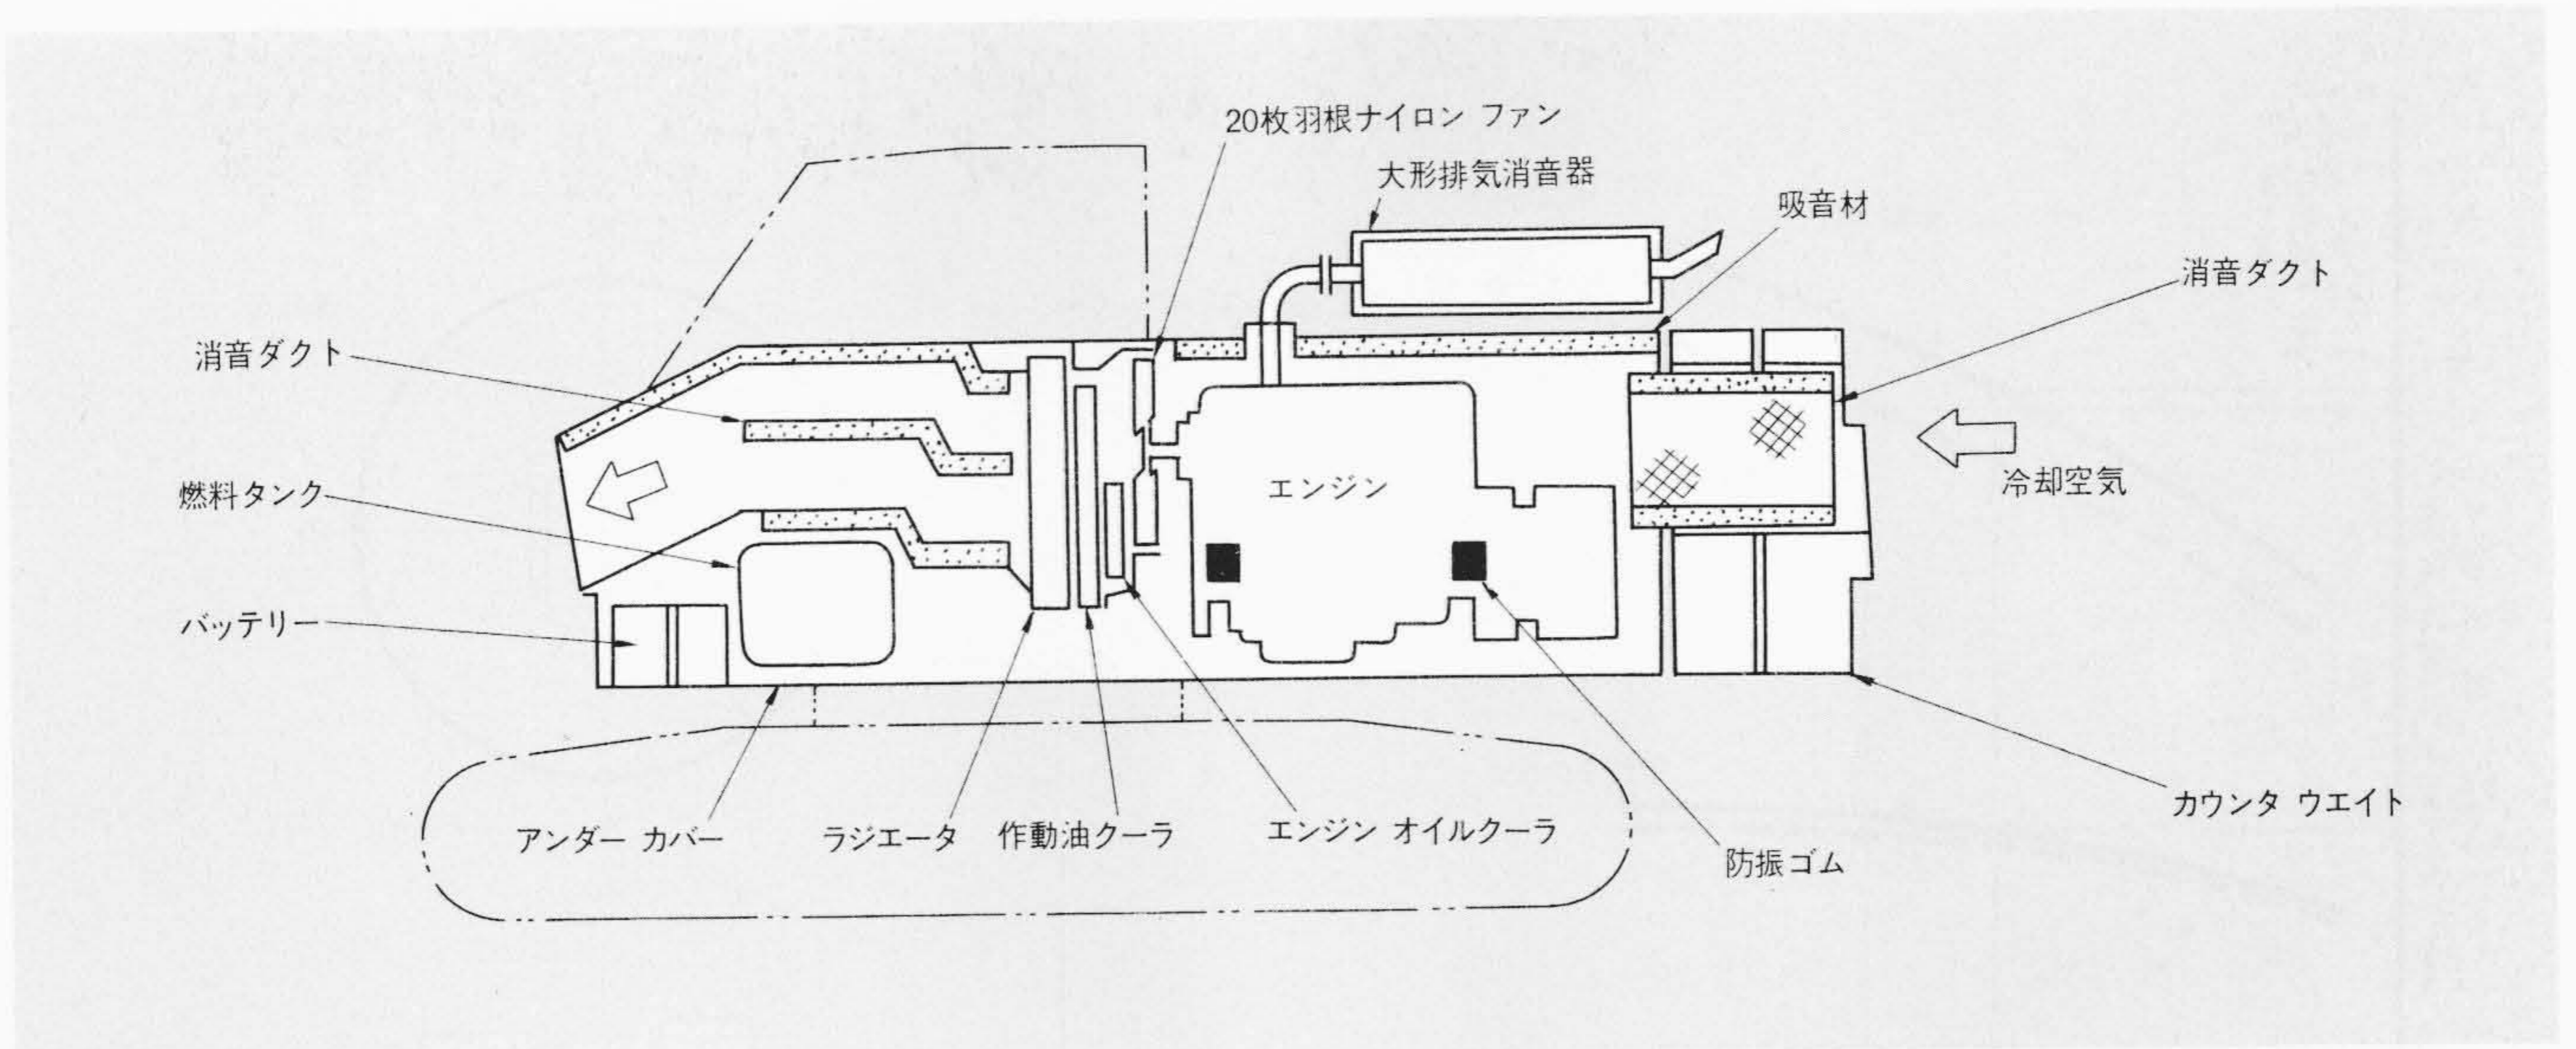 20枚羽根ナイロン ファン
大形排気消音器
吸音材
消音ダクト
消音ダクト
燃料タンク
バッテリー
エンジン
冷却空気
アンダー カバー
ラジエータ
作動油クーラ
エンジン オイルクーラ
防振ゴム
カウンタ ウエイト